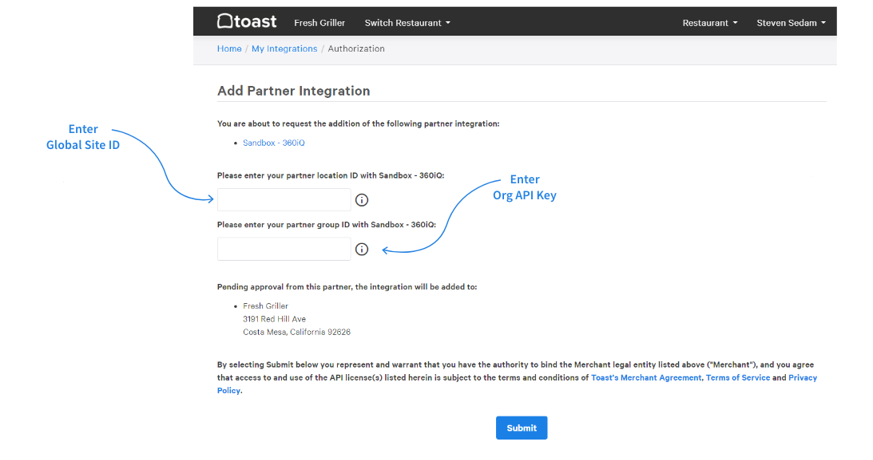 toast Fresh Griller Switch Restaurant Restaurant Steven Sedam
Home / My Integrations / Authorization
Add Partner Integration
You are about to request the addition of the following partner integration:
• Sandbox - 360iQ
Enter
Global Site ID
Please enter your partner location ID with Sandbox - 360iQ:
Enter
Org API Key
Please enter your partner group ID with Sandbox - 360iQ:
Pending approval from this partner, the integration will be added to:
• Fresh Griller
3191 Red Hill Ave
Costa Mesa, California 92626
By selecting Submit below you represent and warrant that you have the authority to bind the Merchant legal entity listed above ("Merchant"), and you agree
that access to and use of the API license(s) listed herein is subject to the terms and conditions of Toast's Merchant Agreement, Terms of Service and Privacy
Policy.
Submit